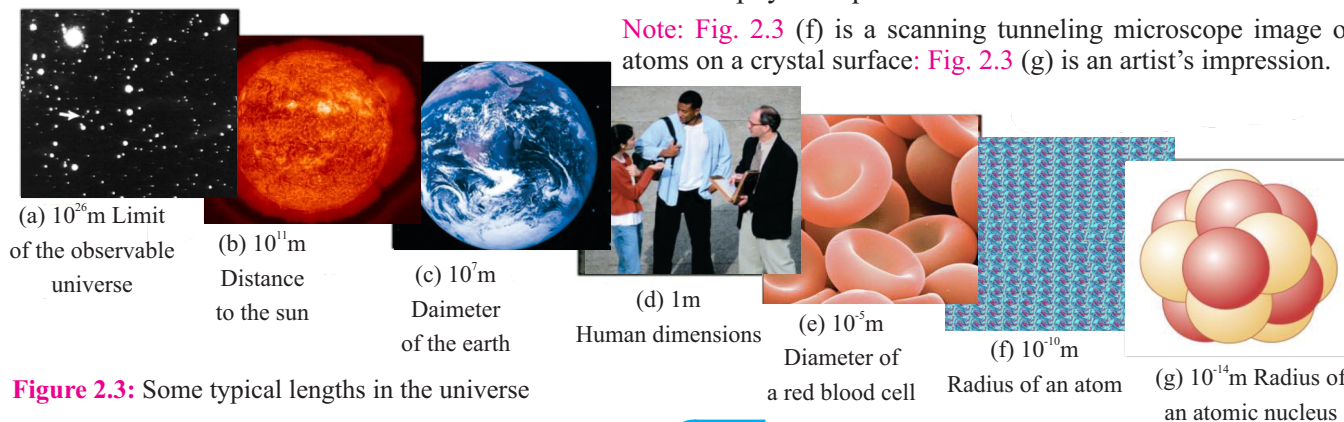 Note: Fig. 2.3 (f) is a scanning tunneling microscope image o
atoms on a crystal surface: Fig. 2.3 (g) is an artist's impression.
(a) 10²⁶m Limit
of the observable
universe
(b) 10¹¹m
Distance
to the sun
(c) 10⁷m
Daimeter
of the earth
(d) 1m
Human dimensions
(e) 10⁻⁵m
Diameter of
a red blood cell
(f) 10⁻¹⁰m
Radius of an atom
(g) 10⁻¹⁴m Radius of
an atomic nucleus
Figure 2.3: Some typical lengths in the universe